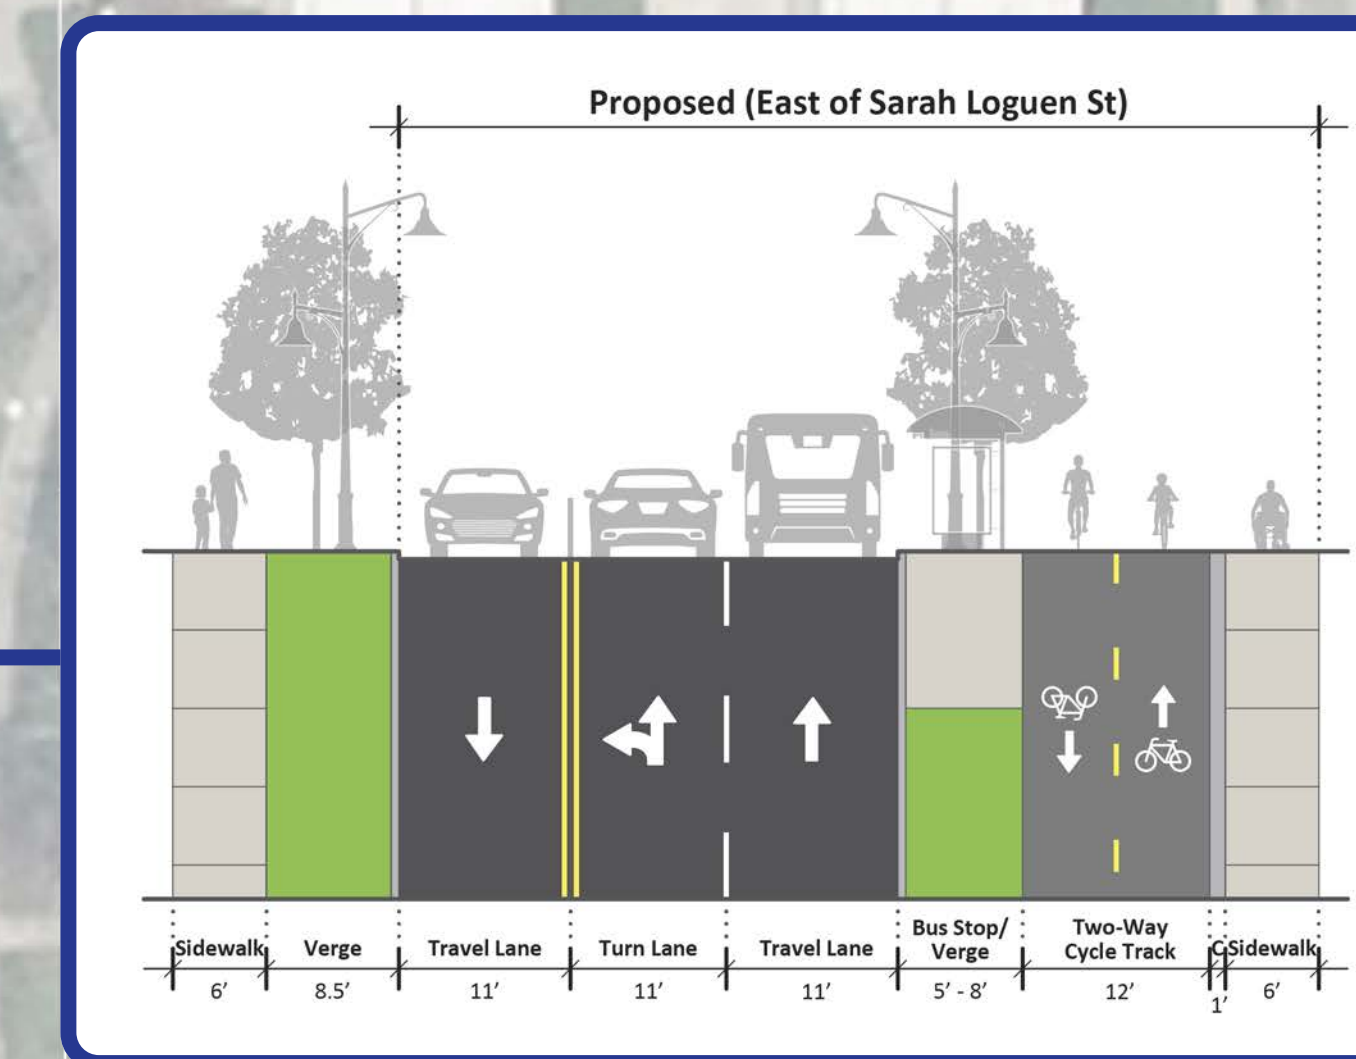 Proposed (East of Sarah Loguen St)
Sidewalk
Verge
Travel Lane
Turn Lane
Travel Lane
Bus Stop/
Verge
Two-Way
Cycle Track
C
Sidewalk
6’
8.5’
11’
11’
11’
5’ - 8’
12’
1’
6’